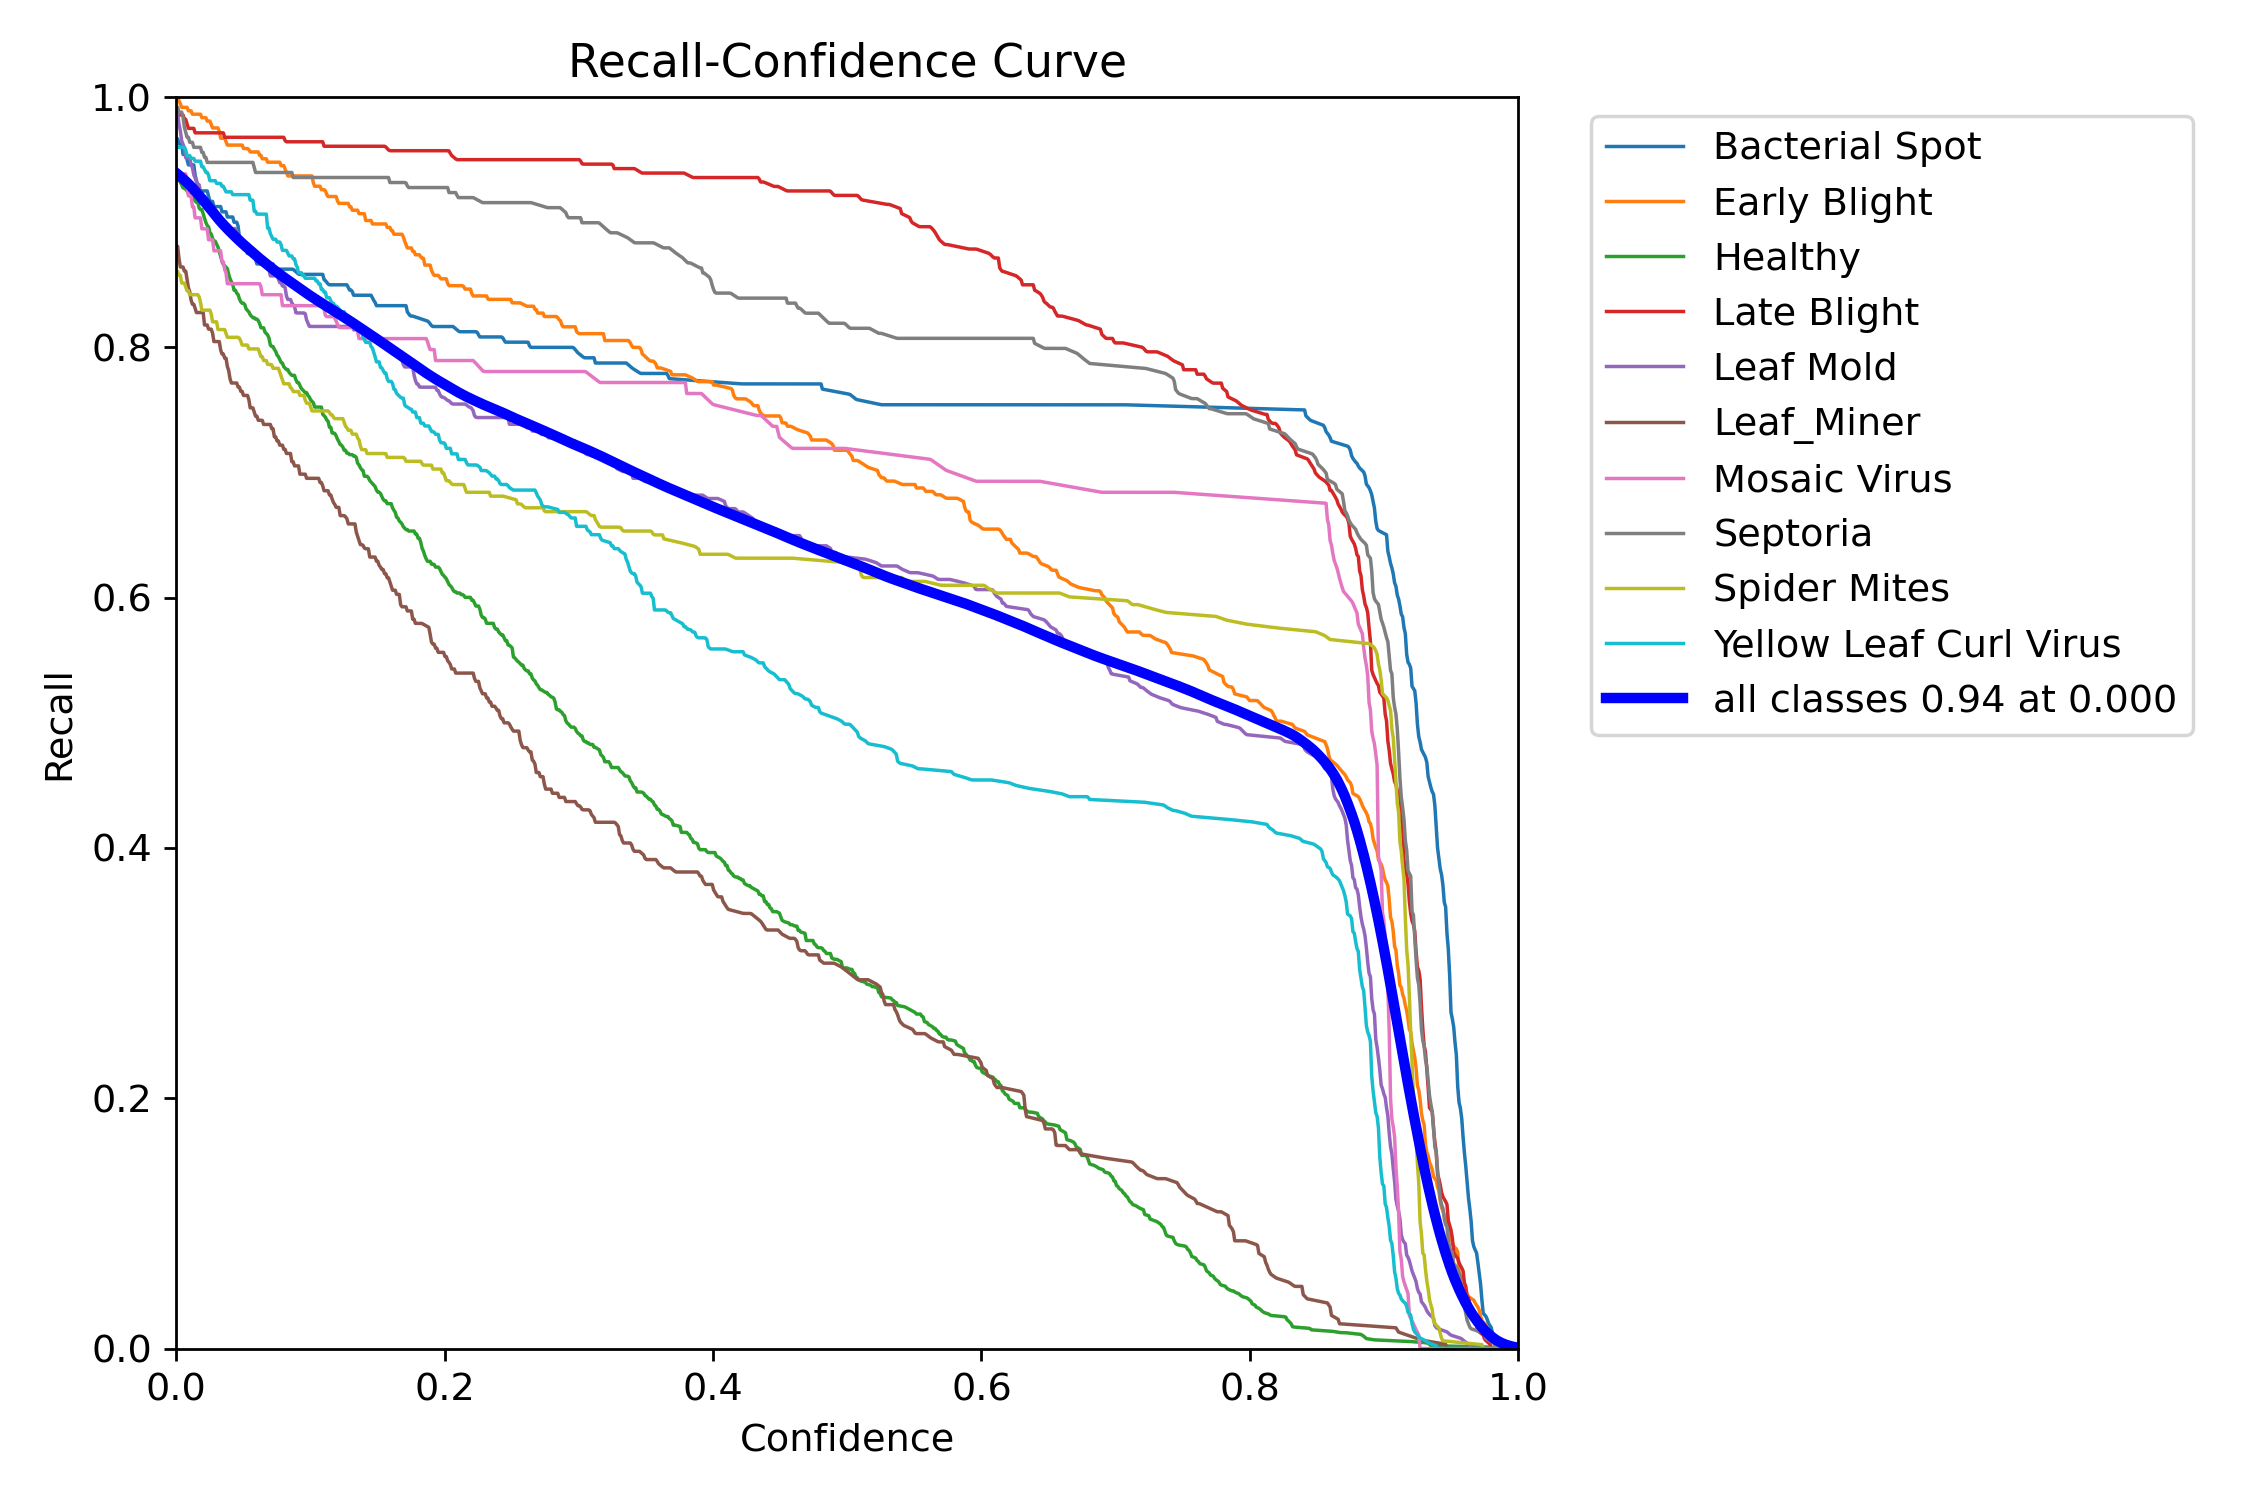 Recall-Confidence Curve
1.0
0.8
0.6
0.4
0.2
0.0
Recall
0.0 0.2 0.4 0.6 0.8 1.0
Confidence
Bacterial Spot
Early Blight
Healthy
Late Blight
Leaf Mold
Leaf_Miner
Mosaic Virus
Septoria
Spider Mites
Yellow Leaf Curl Virus
all classes 0.94 at 0.000